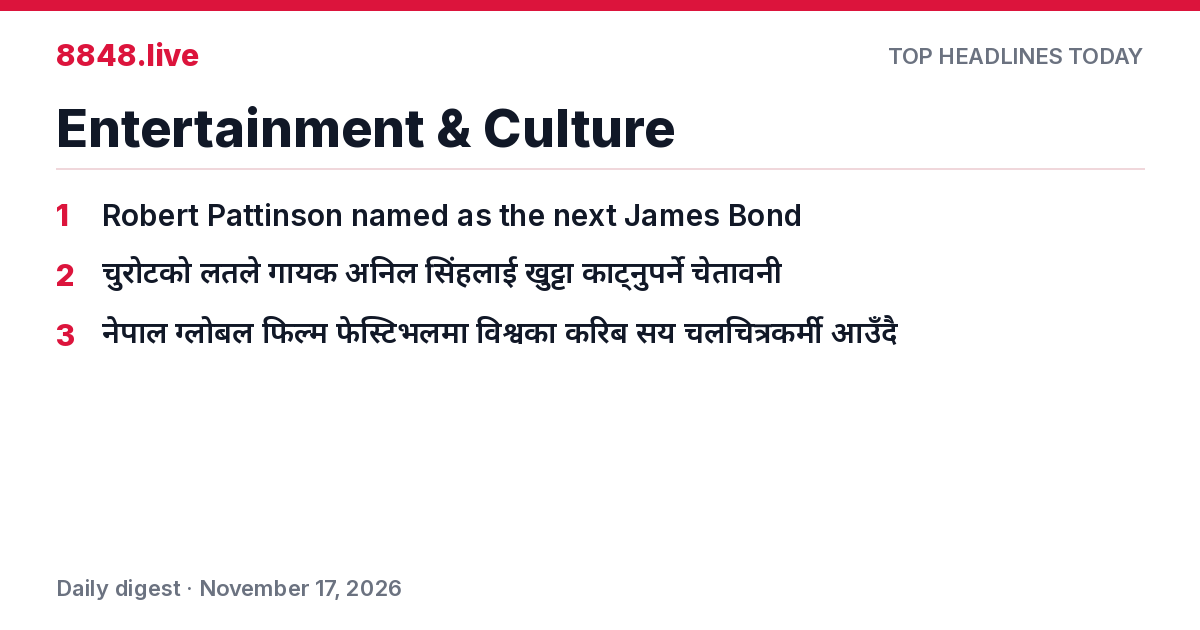 8848.live
TOP HEADLINES TODAY
Entertainment & Culture
1 Robert Pattinson named as the next James Bond
2 चुरोटको लतले गायक अनिल सिंहलाई खुट्टा काट्नुपर्ने चेतावनी
3 नेपाल ग्लोबल फिल्म फेस्टिभलमा विश्वका करिब सय चलचित्रकर्मी आउँदै
Daily digest · November 17, 2026